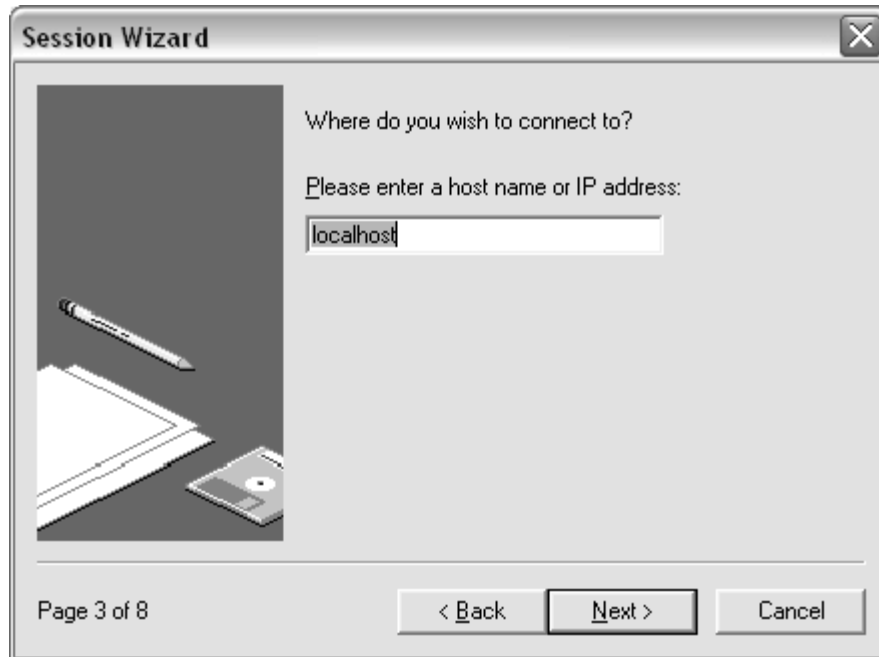 Session Wizard
Where do you wish to connect to?
Please enter a host name or IP address:
localhost
Page 3 of 8
< Back
Next >
Cancel